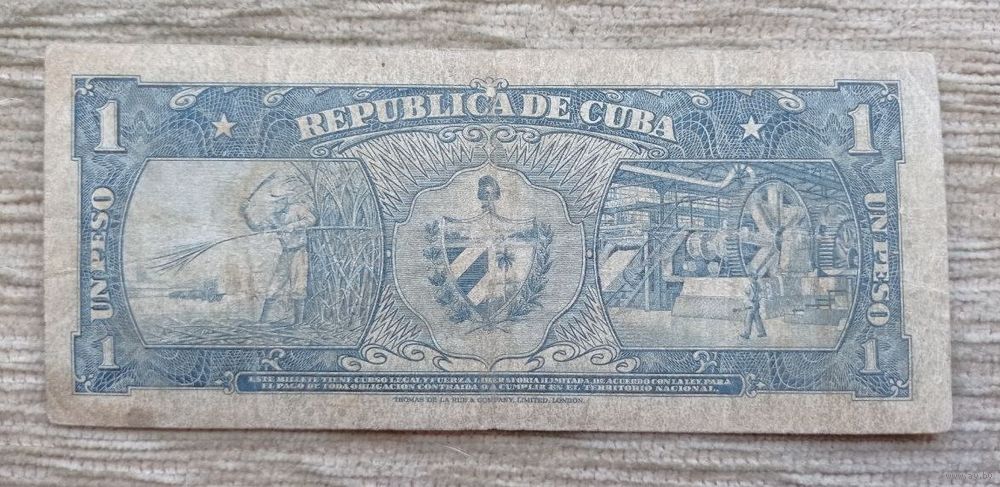 REPUBLICA DE CUBA
1
1
UN PESO
UN PESO
1
1
ESTE BILLETE TIENE CURSO LEGAL Y FUERZA LIBERATORIA ILIMITADA, DE ACUERDO CON LA LEY, PARA
EL PAGO DE TODA OBLIGACION CONTRAIDA O A CUMPLIR EN EL TERRITORIO NACIONAL.
THOMAS DE LA RUE & COMPANY, LIMITED, LONDON.